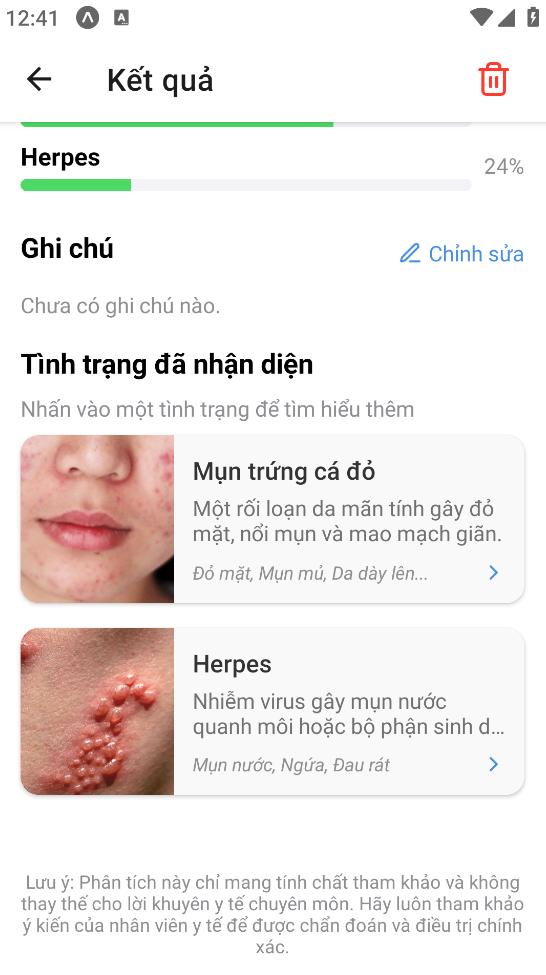 12:41
Kết quả
Herpes
24%
Ghi chú
Chỉnh sửa
Chưa có ghi chú nào.
Tình trạng đã nhận diện
Nhấn vào một tình trạng để tìm hiểu thêm
Mụn trứng cá đỏ
Một rối loạn da mãn tính gây đỏ
mặt, nổi mụn và mao mạch giãn.
Đỏ mặt, Mụn mủ, Da dày lên...
Herpes
Nhiễm virus gây mụn nước
quanh môi hoặc bộ phận sinh d...
Mụn nước, Ngứa, Đau rát
Lưu ý: Phân tích này chỉ mang tính chất tham khảo và không
thay thế cho lời khuyên y tế chuyên môn. Hãy luôn tham khảo
ý kiến của nhân viên y tế để được chẩn đoán và điều trị chính
xác.